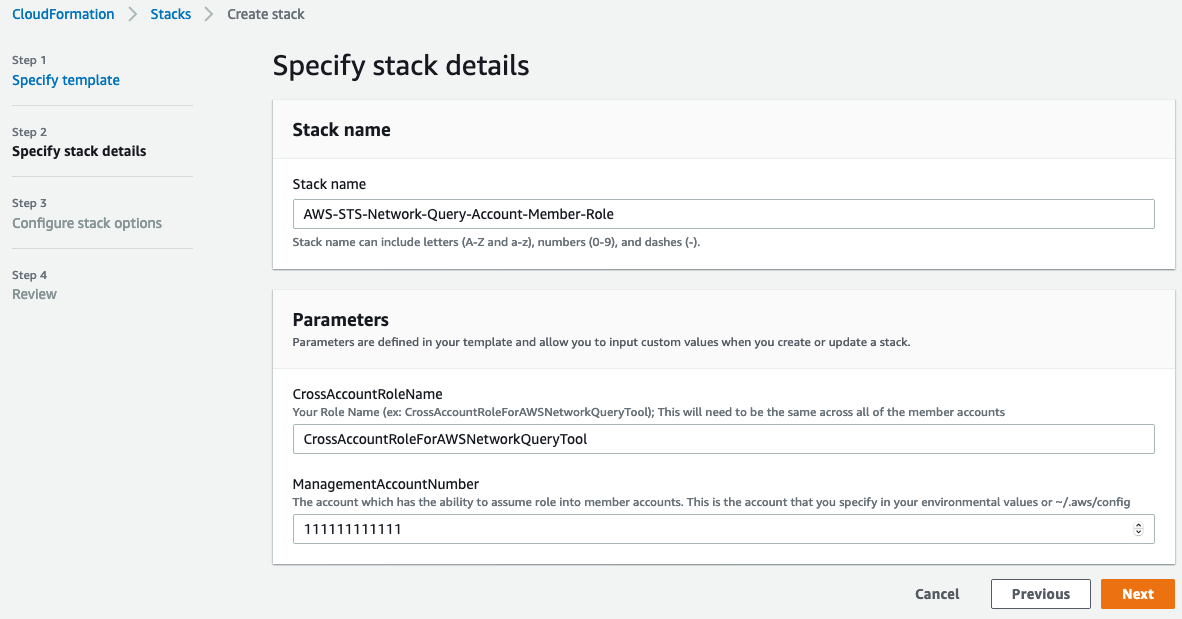 CloudFormation Stacks Create stack
Step 1
Specify template
Step 2
Specify stack details
Step 3
Configure stack options
Step 4
Review
Specify stack details
Stack name
Stack name
AWS-STS-Network-Query-Account-Member-Role
Stack name can include letters (A-Z and a-z), numbers (0-9), and dashes (-).
Parameters
Parameters are defined in your template and allow you to input custom values when you create or update a stack.
CrossAccountRoleName
Your Role Name (ex: CrossAccountRoleForAWSNetworkQueryTool); This will need to be the same across all of the member accounts
CrossAccountRoleForAWSNetworkQueryTool
ManagementAccountNumber
The account which has the ability to assume role into member accounts. This is the account that you specify in your environmental values or ~/.aws/config
111111111111
Cancel Previous Next